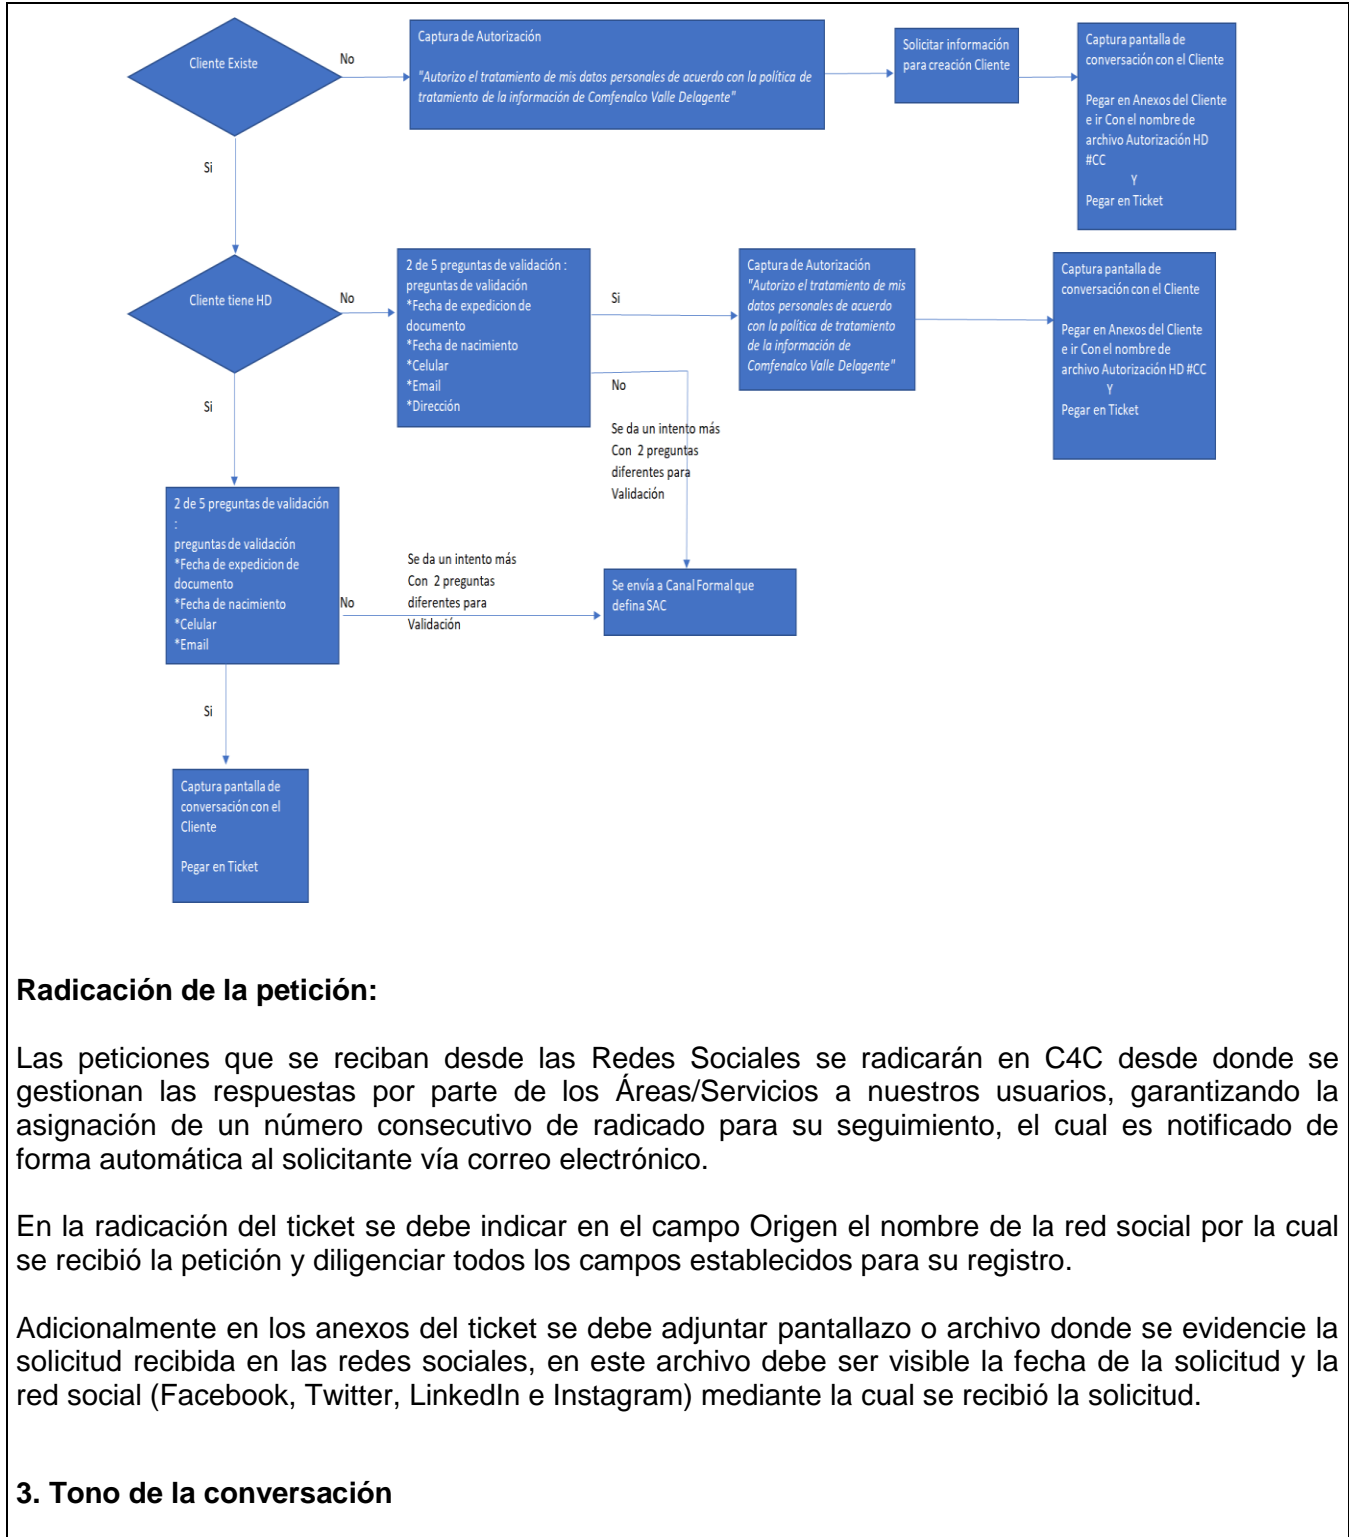 Cliente Existe
No
Captura de Autorización
"Autorizo el tratamiento de mis datos personales de acuerdo con la política de
tratamiento de la información de Comfenalco Valle Delagente"
Solicitar información
para creación Cliente
Captura pantalla de
conversación con el Cliente
Pegar en Anexos del Cliente
e ir Con el nombre de
archivo Autorización HD
#CC
Y
Pegar en Ticket
Si
Cliente tiene HD
No
2 de 5 preguntas de validación :
preguntas de validación
*Fecha de expedicion de
documento
*Fecha de nacimiento
*Celular
*Email
*Dirección
Si
Captura de Autorización
"Autorizo el tratamiento de mis
datos personales de acuerdo
con la política de tratamiento
de la información de
Comfenalco Valle Delagente"
Captura pantalla de
conversación con el Cliente
Pegar en Anexos del Cliente
e ir Con el nombre de
archivo Autorización HD #CC
Y
Pegar en Ticket
No
Se da un intento más
Con 2 preguntas
diferentes para
Validación
Si
2 de 5 preguntas de validación
:
preguntas de validación
*Fecha de expedicion de
documento
*Fecha de nacimiento
*Celular
*Email
No
Se da un intento más
Con 2 preguntas
diferentes para
Validación
Se envía a Canal Formal que
defina SAC
Si
Captura pantalla de
conversación con el
Cliente
Pegar en Ticket
Radicación de la petición:
Las peticiones que se reciban desde las Redes Sociales se radicarán en C4C desde donde se
gestionan las respuestas por parte de los Áreas/Servicios a nuestros usuarios, garantizando la
asignación de un número consecutivo de radicado para su seguimiento, el cual es notificado de
forma automática al solicitante vía correo electrónico.
En la radicación del ticket se debe indicar en el campo Origen el nombre de la red social por la cual
se recibió la petición y diligenciar todos los campos establecidos para su registro.
Adicionalmente en los anexos del ticket se debe adjuntar pantallazo o archivo donde se evidencie la
solicitud recibida en las redes sociales, en este archivo debe ser visible la fecha de la solicitud y la
red social (Facebook, Twitter, LinkedIn e Instagram) mediante la cual se recibió la solicitud.
3. Tono de la conversación